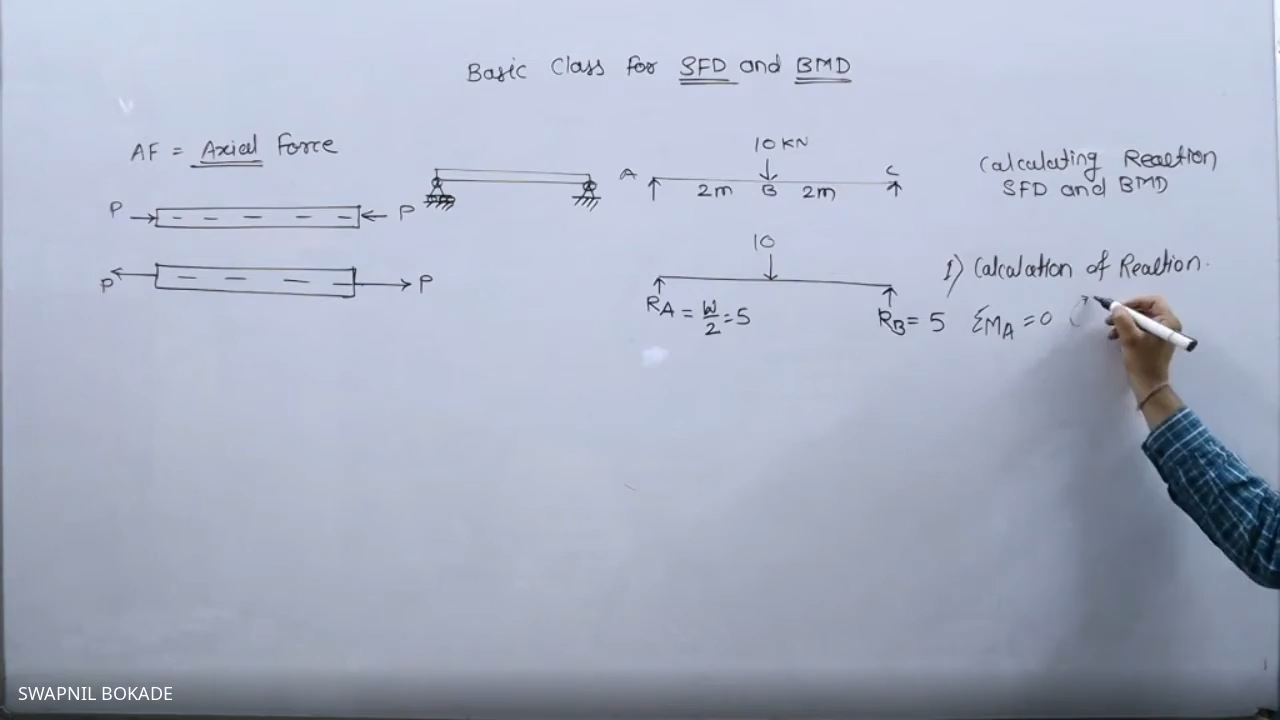 Basic Class for SFD and BMD
AF = Axial Force
P P
P P
10 KN
A C
2m B 2m
10
RA = W/2 = 5
RB = 5
Calculating Reaction
SFD and BMD
1) Calculation of Reaction.
ΣMA = 0
SWAPNIL BOKADE